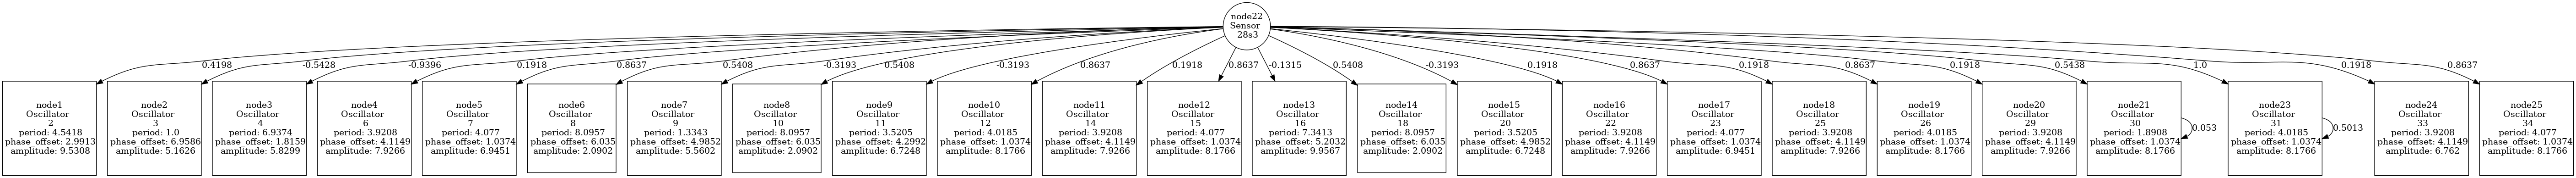 node22
Sensor
28s3
0.4198
-0.5428
-0.9396
0.1918
0.8637
0.5408
-0.3193
0.5408
-0.3193
0.8637
0.1918
0.8637
-0.1315
0.5408
-0.3193
0.1918
0.8637
0.1918
0.8637
0.1918
0.5438
1.0
0.1918
0.8637
node1
Oscillator
2
period: 4.5418
phase_offset: 2.9913
amplitude: 9.5308
node2
Oscillator
3
period: 1.0
phase_offset: 6.9586
amplitude: 5.1626
node3
Oscillator
4
period: 6.9374
phase_offset: 1.8159
amplitude: 5.8299
node4
Oscillator
6
period: 3.9208
phase_offset: 4.1149
amplitude: 7.9266
node5
Oscillator
7
period: 4.077
phase_offset: 1.0374
amplitude: 6.9451
node6
Oscillator
8
period: 8.0957
phase_offset: 6.035
amplitude: 2.0902
node7
Oscillator
9
period: 1.3343
phase_offset: 4.9852
amplitude: 5.5602
node8
Oscillator
10
period: 8.0957
phase_offset: 6.035
amplitude: 2.0902
node9
Oscillator
11
period: 3.5205
phase_offset: 4.2992
amplitude: 6.7248
node10
Oscillator
12
period: 4.0185
phase_offset: 1.0374
amplitude: 8.1766
node11
Oscillator
14
period: 3.9208
phase_offset: 4.1149
amplitude: 7.9266
node12
Oscillator
15
period: 4.077
phase_offset: 1.0374
amplitude: 8.1766
node13
Oscillator
16
period: 7.3413
phase_offset: 5.2032
amplitude: 9.9567
node14
Oscillator
18
period: 8.0957
phase_offset: 6.035
amplitude: 2.0902
node15
Oscillator
20
period: 3.5205
phase_offset: 4.9852
amplitude: 6.7248
node16
Oscillator
22
period: 3.9208
phase_offset: 4.1149
amplitude: 7.9266
node17
Oscillator
23
period: 4.077
phase_offset: 1.0374
amplitude: 6.9451
node18
Oscillator
25
period: 3.9208
phase_offset: 4.1149
amplitude: 7.9266
node19
Oscillator
26
period: 4.0185
phase_offset: 1.0374
amplitude: 8.1766
node20
Oscillator
29
period: 3.9208
phase_offset: 4.1149
amplitude: 7.9266
node21
Oscillator
30
period: 1.8908
phase_offset: 1.0374
amplitude: 8.1766
0.053
node23
Oscillator
31
period: 4.0185
phase_offset: 1.0374
amplitude: 8.1766
0.5013
node24
Oscillator
33
period: 3.9208
phase_offset: 4.1149
amplitude: 6.762
node25
Oscillator
34
period: 4.077
phase_offset: 1.0374
amplitude: 8.1766